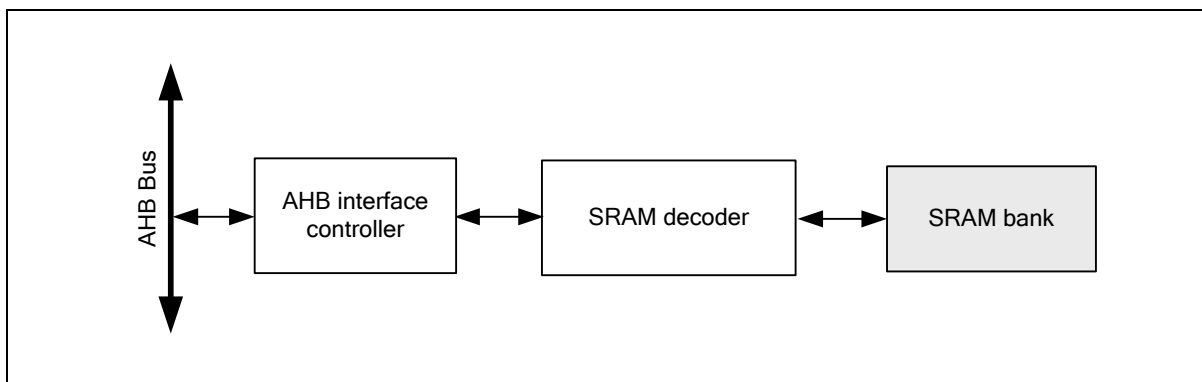 AHB Bus
AHB interface
controller
SRAM decoder
SRAM bank